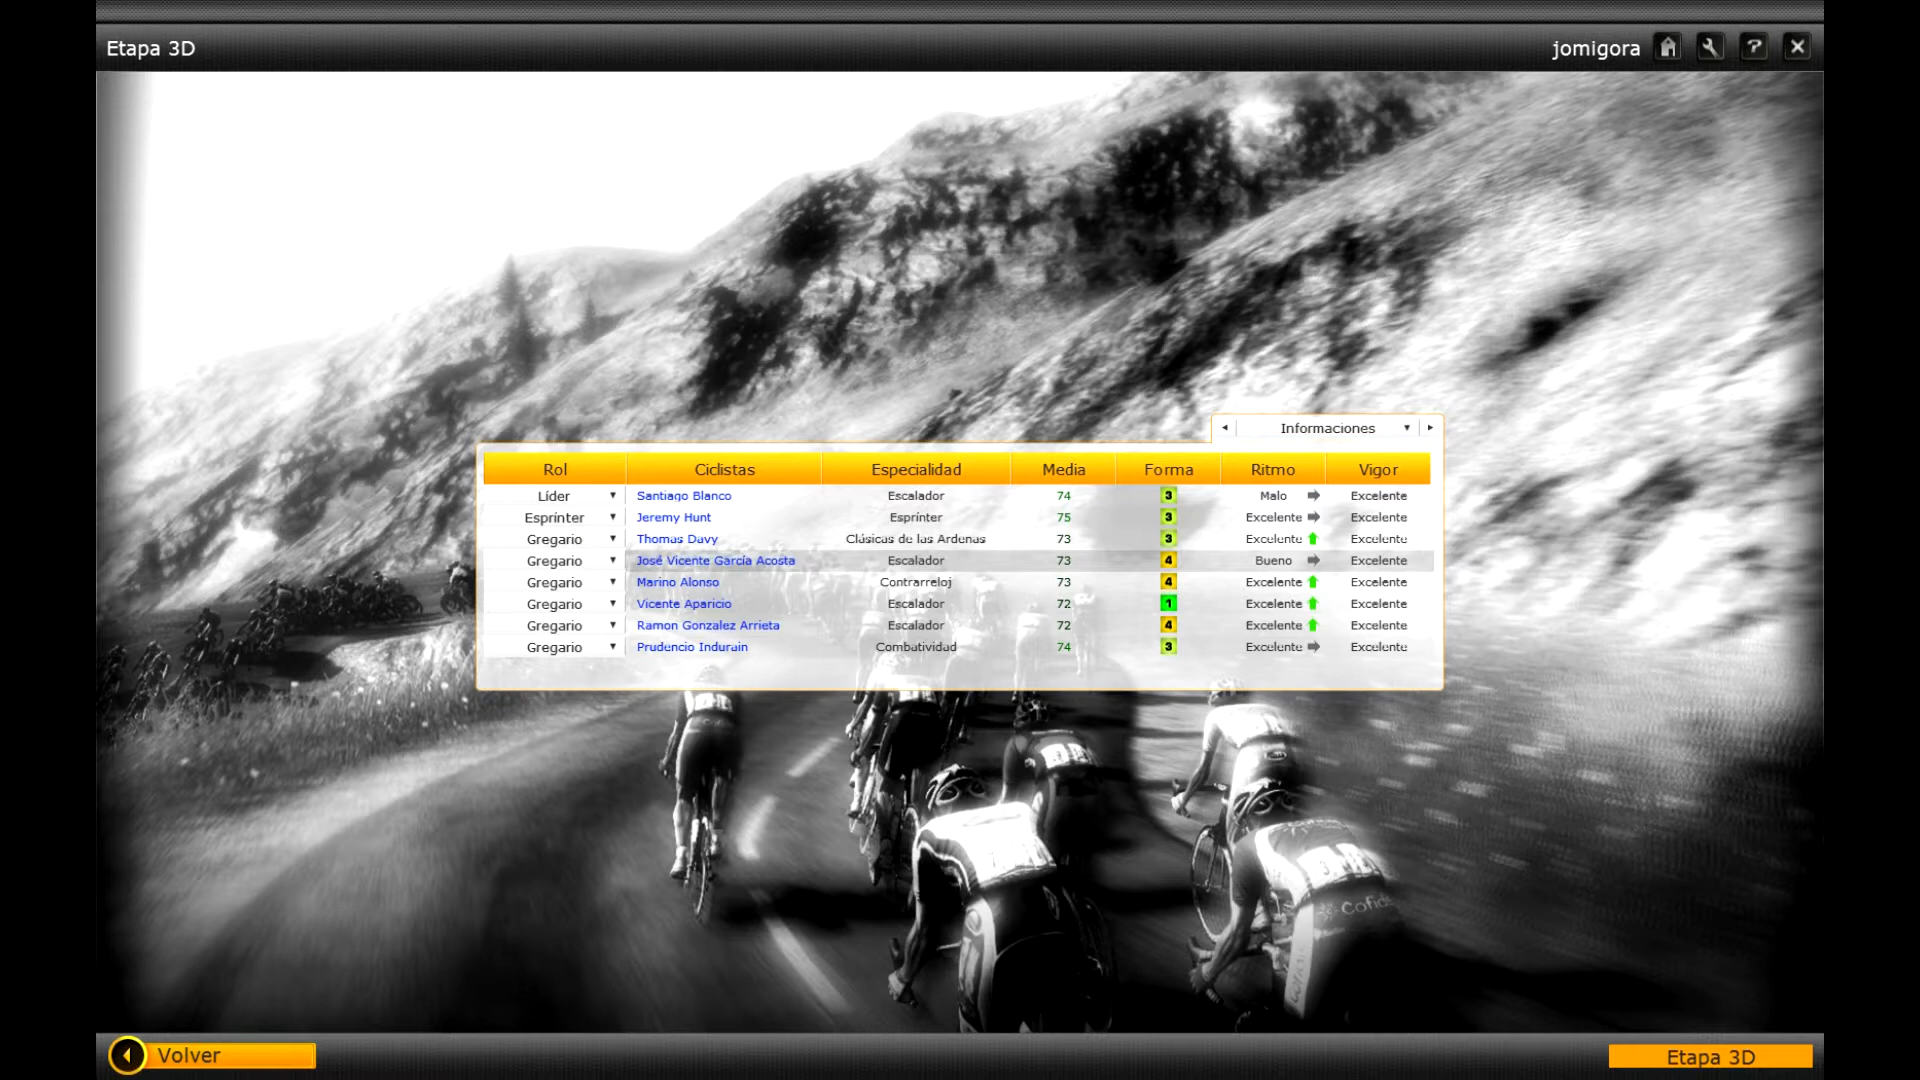 Etapa 3D
jomigora
Informaciones
Rol Ciclistas Especialidad Media Forma Ritmo Vigor
Líder Santiago Blanco Escalador 74 3 Malo Excelente
Esprínter Jeremy Hunt Esprínter 75 3 Excelente Excelente
Gregario Thomas Davy Clásicas de las Ardenas 73 3 Excelente Excelente
Gregario José Vicente García Acosta Escalador 73 4 Bueno Excelente
Gregario Marino Alonso Contrarreloj 73 4 Excelente Excelente
Gregario Vicente Aparicio Escalador 72 1 Excelente Excelente
Gregario Ramon Gonzalez Arrieta Escalador 72 4 Excelente Excelente
Gregario Prudencio Indurain Combatividad 74 3 Excelente Excelente
Volver
Etapa 3D